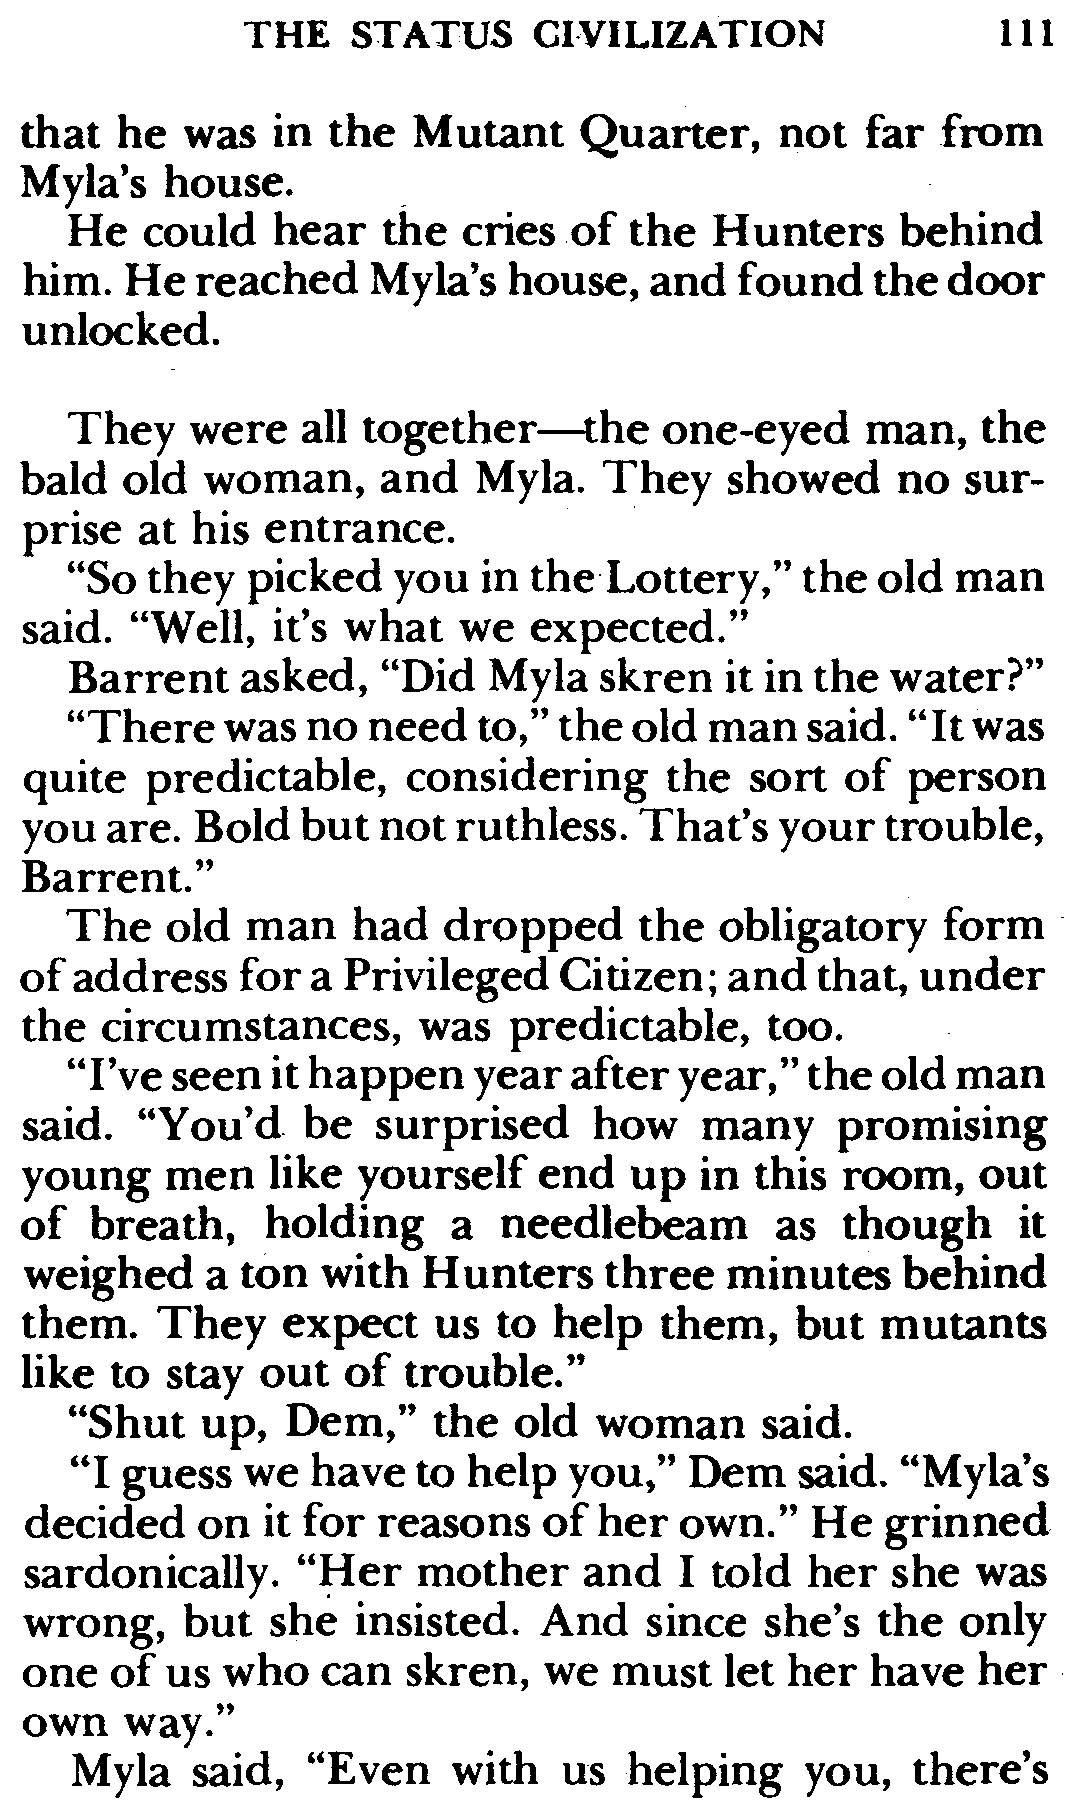 THE STATUS CIVILIZATION 111
that he was in the Mutant Quarter, not far from
Myla's house.
He could hear the cries of the Hunters behind
him. He reached Myla's house, and found the door
unlocked.
They were all together—the one-eyed man, the
bald old woman, and Myla. They showed no sur-
prise at his entrance.
“So they picked you in the Lottery,” the old man
said. “Well, it's what we expected.”
Barrent asked, “Did Myla skren it in the water?”
“There was no need to,” the old man said. “It was
quite predictable, considering the sort of person
you are. Bold but not ruthless. That's your trouble,
Barrent.”
The old man had dropped the obligatory form
of address for a Privileged Citizen; and that, under
the circumstances, was predictable, too.
“I've seen it happen year after year,” the old man
said. “You'd be surprised how many promising
young men like yourself end up in this room, out
of breath, holding a needlebeam as though it
weighed a ton with Hunters three minutes behind
them. They expect us to help them, but mutants
like to stay out of trouble.”
“Shut up, Dem,” the old woman said.
“I guess we have to help you,” Dem said. “Myla's
decided on it for reasons of her own.” He grinned
sardonically. “Her mother and I told her she was
wrong, but she insisted. And since she's the only
one of us who can skren, we must let her have her
own way.”
Myla said, “Even with us helping you, there's